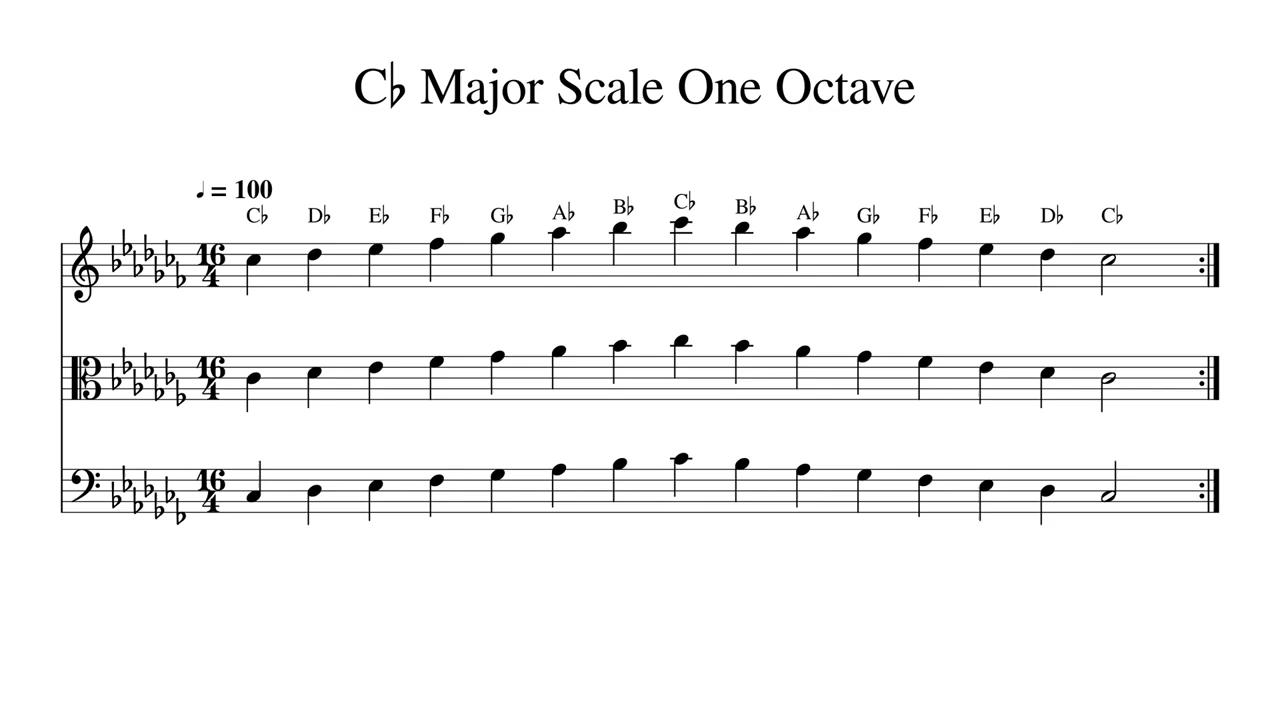 C♭ Major Scale One Octave
♩ = 100
C♭ D♭ E♭ F♭ G♭ A♭ B♭ C♭ B♭ A♭ G♭ F♭ E♭ D♭ C♭
16
4
16
4
16
4